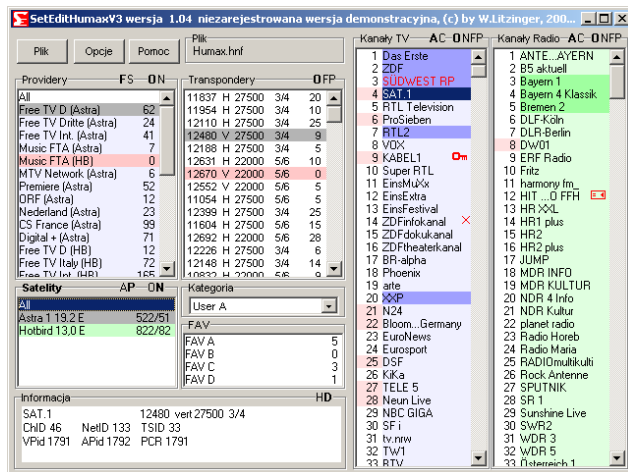 SetEditHumaxV3 wersja 1.04 niezarejestrowana wersja demonstracyjna, (c) by W.Litzinger, 200...
Plik
Opcje
Pomoc
Plik
Humax.hnf
Providery FS ON
All
Free TV D (Astra) 62
Free TV Dritte (Astra) 24
Free TV Int. (Astra) 41
Music FTA (Astra) 7
Music FTA (HB) 0
MTV Network (Astra) 6
Premiere (Astra) 52
ORF (Astra) 12
Nederland (Astra) 23
CS France (Astra) 99
Digital + (Astra) 71
Free TV D (HB) 12
Free TV Italy (HB) 72
Free TV Int. (HB) 165
Transpondery OFP
11837 H 27500 3/4 20
11954 H 27500 3/4 10
12110 H 27500 3/4 25
12480 V 27500 3/4 9
12188 H 27500 3/4 5
12631 H 22000 5/6 10
12670 V 22000 5/6 0
12552 V 22000 5/6 5
11054 H 27500 5/6 5
12399 H 27500 3/4 25
11604 H 27500 5/6 15
12692 H 22000 5/6 28
12226 H 27500 3/4 6
12148 H 27500 3/4 14
10832 H 22000 5/6 9
Satelity AP ON
All
Astra 1 19.2 E 522/51
Hotbird 13,0 E 822/82
Kategoria
User A
FAV
FAV A 5
FAV B 0
FAV C 3
FAV D 1
Informacja HD
SAT.1 12480 vert 27500 3/4
ChID 46 NetID 133 TSID 33
VPid 1791 APid 1792 PCR 1791
Kanały TV AC ONFP
1 Das Erste
2 ZDF
3 SÜDWEST RP
4 SAT.1
5 RTL Television
6 ProSieben
7 RTL2
8 VOX
9 KABEL1
10 Super RTL
11 EinsMuXx
12 EinsExtra
13 EinsFestival
14 ZDFinfokanal
15 ZDFdokukanal
16 ZDFtheaterkanal
17 BR-alpha
18 Phoenix
19 arte
20 XXP
21 N24
22 Bloom...Germany
23 EuroNews
24 Eurosport
25 DSF
26 KiKa
27 TELE 5
28 Neun Live
29 NBC GIGA
30 SF i
31 tv.nrw
32 TW1
33 RTV
Kanały Radio AC ONFP
1 ANTE...AYERN
2 B5 aktuell
3 Bayern 1
4 Bayern 4 Klassik
5 Bremen 2
6 DLF-Köln
7 DLR-Berlin
8 DW01
9 ERF Radio
10 Fritz
11 harmony fm_
12 HIT ...O FFH
13 HR XXL
14 HR1 plus
15 HR2
16 HR2 plus
17 JUMP
18 MDR INFO
19 MDR KULTUR
20 NDR 4 Info
21 NDR Kultur
22 planet radio
23 Radio Horeb
24 Radio Maria
25 RADIOmultikulti
26 Rock Antenne
27 SPUTNIK
28 SR 1
29 Sunshine Live
30 SWR2
31 WDR 3
32 WDR 5
33 Österreich 1